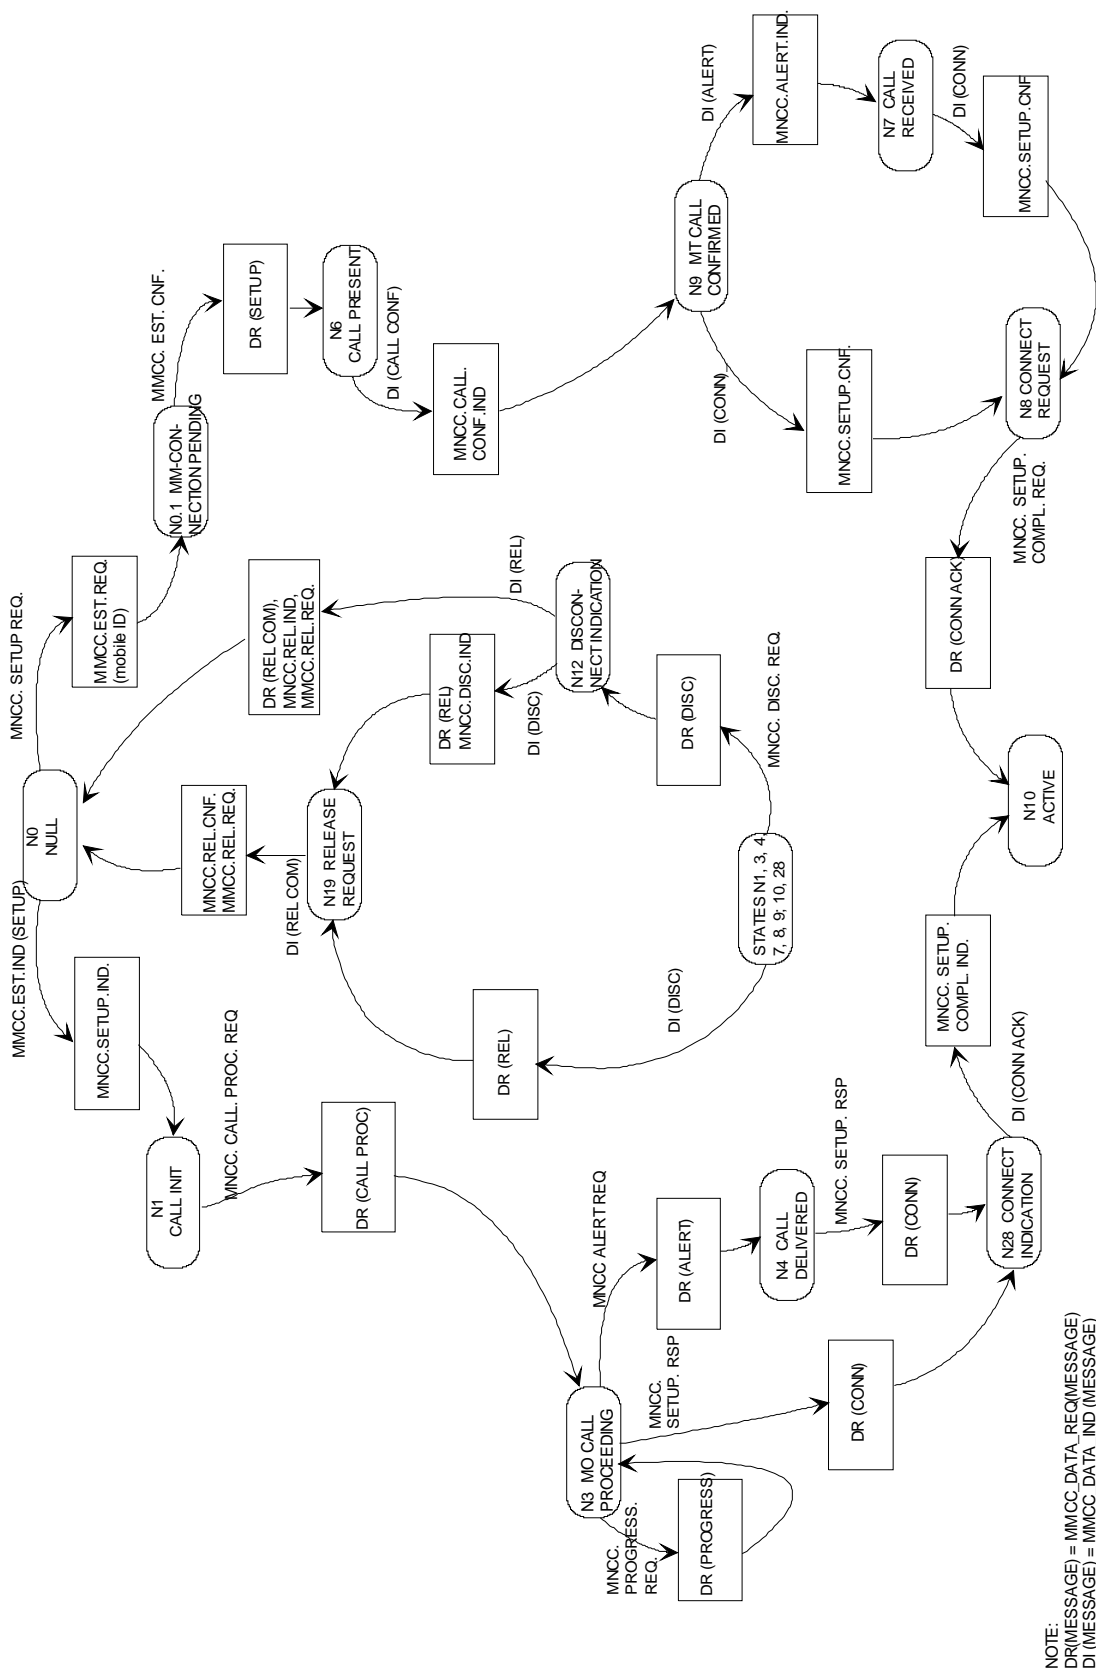 N0
NULL
MNCC. SETUP REQ.
MMCC.EST.REQ.
(mobile ID)
N0.1  MM-CON-
NECTION PENDING
MMCC. EST. CNF.
DR (SETUP)
N6
CALL PRESENT
DI (CALL CONF)
MNCC.CALL.
CONF.IND
N9  MT CALL
CONFIRMED
DI (ALERT)
MNCC.ALERT.IND.
N7  CALL
RECEIVED
DI (CONN)
MNCC.SETUP.CNF
DI (CONN)
MNCC.SETUP.CNF.
N8 CONNECT
REQUEST
MNCC. SETUP.
COMPL. REQ.
DR (CONN ACK)
N10
ACTIVE
MMCC.EST.IND (SETUP)
MNCC.SETUP.IND.
N1
CALL INIT
MNCC. CALL. PROC. REQ
DR (CALL PROC)
N3  MO CALL
PROCEEDING
MNCC.
PROGRESS.
REQ.
DR (PROGRESS)
MNCC ALERT REQ
DR (ALERT)
N4  CALL
DELIVERED
MNCC. SETUP. RSP
DR (CONN)
MNCC.
SETUP. RSP
DR (CONN)
N28  CONNECT
INDICATION
DI (CONN ACK)
MNCC. SETUP.
COMPL. IND.
STATES N1, 3, 4,
7, 8, 9; 10, 28
DI (DISC)
DR (REL)
MNCC. DISC. REQ.
DR (DISC)
N12  DISCON-
NECT INDICATION
DI (DISC)
DR (REL)
MNCC.DISC.IND
DI (REL)
DR (REL COM),
MNCC.REL.IND,
MMCC.REL.REQ.
N19  RELEASE
REQUEST
DI (REL COM)
MNCC.REL.CNF.
MMCC.REL.REQ.
NOTE:
DR(MESSAGE) = MMCC_DATA_REQ(MESSAGE)
DI (MESSAGE) = MMCC_DATA_IND (MESSAGE)